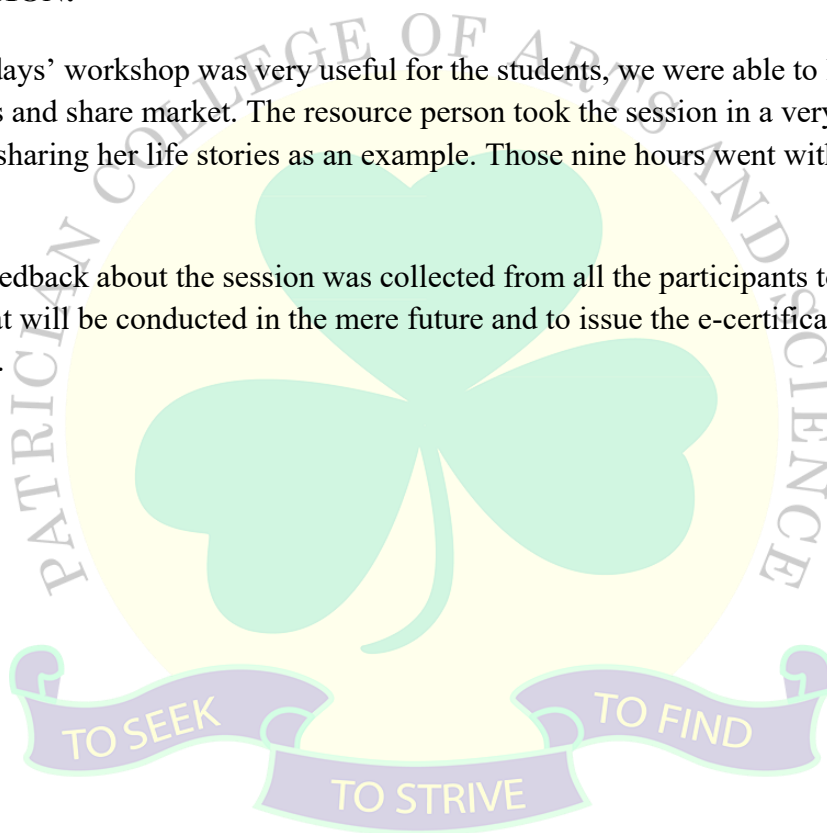 days’ workshop was very useful for the students, we were able to
s and share market. The resource person took the session in a very
sharing her life stories as an example. Those nine hours went with
eedback about the session was collected from all the participants to
at will be conducted in the mere future and to issue the e-certifica
.
PATRICIAN COLLEGE OF ARTS AND SCIENCE
TO SEEK
TO STRIVE
TO FIND